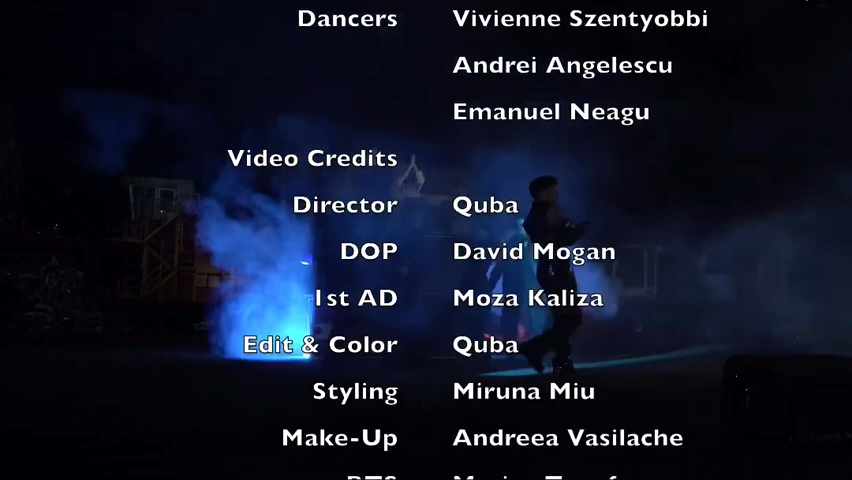 Dancers Vivienne Szentyobbi
Andrei Angelescu
Emanuel Neagu
Video Credits
Director Quba
DOP David Mogan
1st AD Moza Kaliza
Edit & Color Quba
Styling Miruna Miu
Make-Up Andreea Vasilache